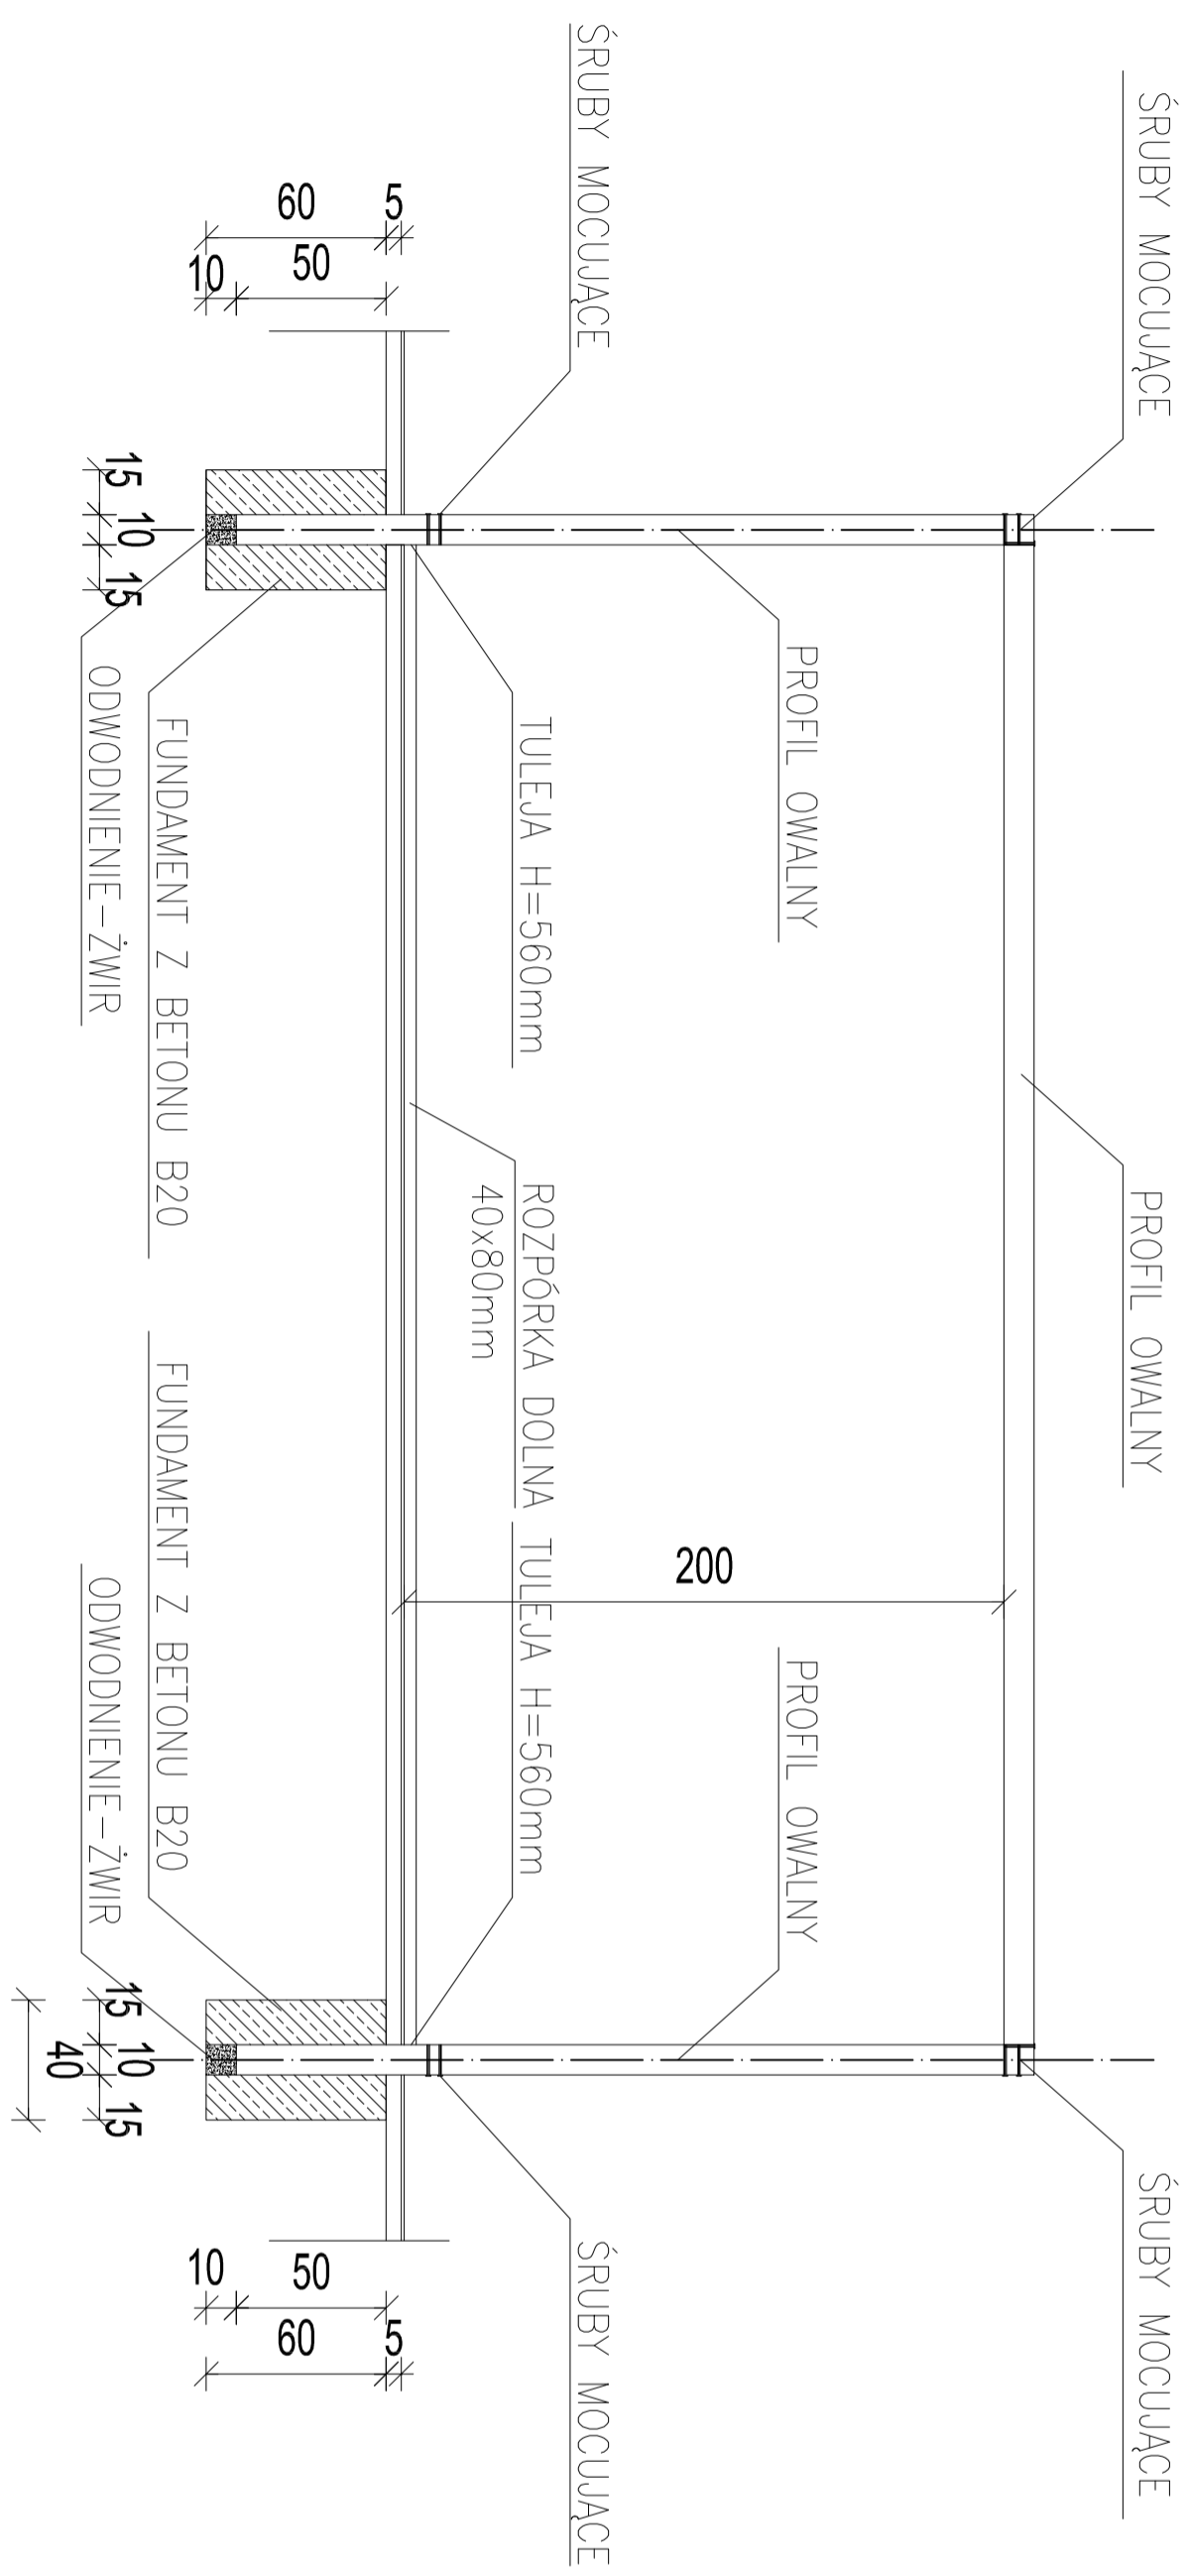 ŚRUBY MOCUJĄCE
PROFIL OWALNY
ŚRUBY MOCUJĄCE
PROFIL OWALNY
PROFIL OWALNY
200
ŚRUBY MOCUJĄCE
ŚRUBY MOCUJĄCE
TULEJA H=560mm
ROZPÓRKA DOLNA
40x80mm
TULEJA H=560mm
5
60
50
10
5
60
50
10
FUNDAMENT Z BETONU B20
FUNDAMENT Z BETONU B20
ODWODNIENIE-ŻWIR
ODWODNIENIE-ŻWIR
15 10 15
15 10 15
40